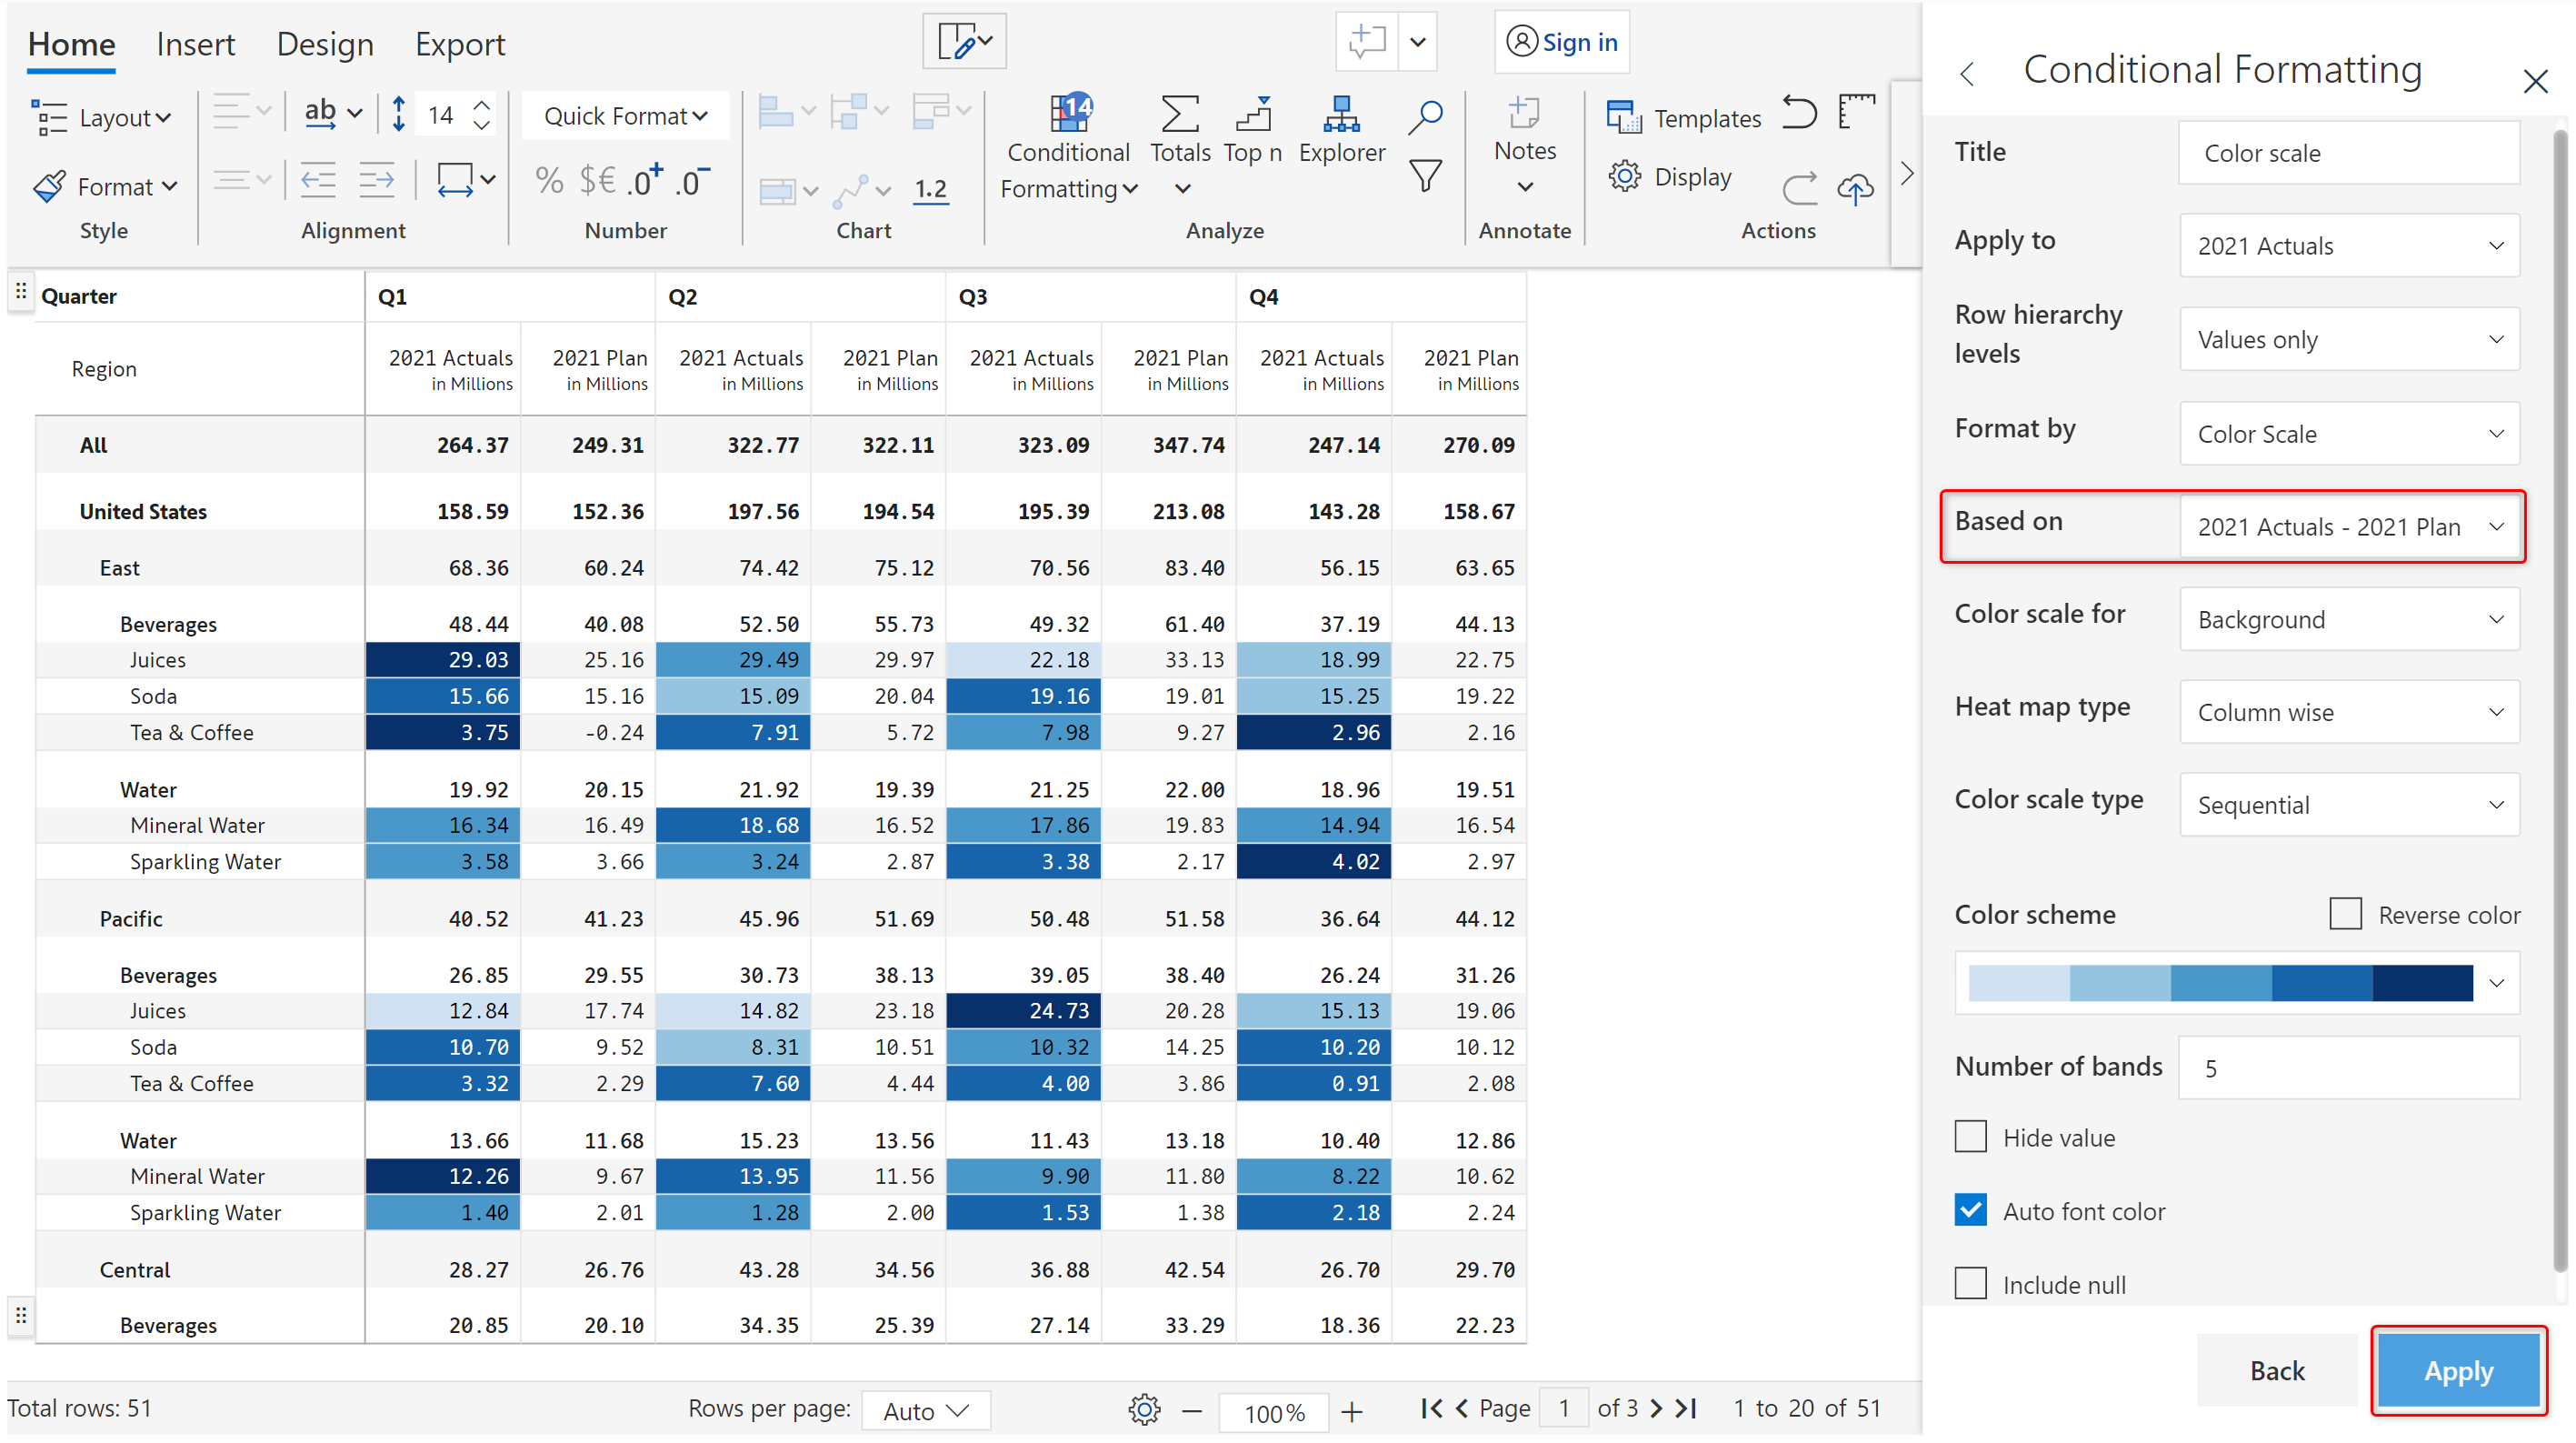 Home Insert Design Export Sign in
Layout ab 14 Quick Format 14 Conditional Formatting Totals Top n Explorer Notes Templates
Format % $€ .0+ .0- 1.2 Display
Style Alignment Number Chart Analyze Annotate Actions
Quarter Q1 Q2 Q3 Q4
Region 2021 Actuals in Millions 2021 Plan in Millions 2021 Actuals in Millions 2021 Plan in Millions 2021 Actuals in Millions 2021 Plan in Millions 2021 Actuals in Millions 2021 Plan in Millions
All 264.37 249.31 322.77 322.11 323.09 347.74 247.14 270.09
United States 158.59 152.36 197.56 194.54 195.39 213.08 143.28 158.67
East 68.36 60.24 74.42 75.12 70.56 83.40 56.15 63.65
Beverages 48.44 40.08 52.50 55.73 49.32 61.40 37.19 44.13
Juices 29.03 25.16 29.49 29.97 22.18 33.13 18.99 22.75
Soda 15.66 15.16 15.09 20.04 19.16 19.01 15.25 19.22
Tea & Coffee 3.75 -0.24 7.91 5.72 7.98 9.27 2.96 2.16
Water 19.92 20.15 21.92 19.39 21.25 22.00 18.96 19.51
Mineral Water 16.34 16.49 18.68 16.52 17.86 19.83 14.94 16.54
Sparkling Water 3.58 3.66 3.24 2.87 3.38 2.17 4.02 2.97
Pacific 40.52 41.23 45.96 51.69 50.48 51.58 36.64 44.12
Beverages 26.85 29.55 30.73 38.13 39.05 38.40 26.24 31.26
Juices 12.84 17.74 14.82 23.18 24.73 20.28 15.13 19.06
Soda 10.70 9.52 8.31 10.51 10.32 14.25 10.20 10.12
Tea & Coffee 3.32 2.29 7.60 4.44 4.00 3.86 0.91 2.08
Water 13.66 11.68 15.23 13.56 11.43 13.18 10.40 12.86
Mineral Water 12.26 9.67 13.95 11.56 9.90 11.80 8.22 10.62
Sparkling Water 1.40 2.01 1.28 2.00 1.53 1.38 2.18 2.24
Central 28.27 26.76 43.28 34.56 36.88 42.54 26.70 29.70
Beverages 20.85 20.10 34.35 25.39 27.14 33.29 18.36 22.23
Total rows: 51 Rows per page: Auto 100% Page 1 of 3 1 to 20 of 51
Conditional Formatting
Title Color scale
Apply to 2021 Actuals
Row hierarchy levels Values only
Format by Color Scale
Based on 2021 Actuals - 2021 Plan
Color scale for Background
Heat map type Column wise
Color scale type Sequential
Color scheme Reverse color
Number of bands 5
Hide value
Auto font color
Include null
Back Apply